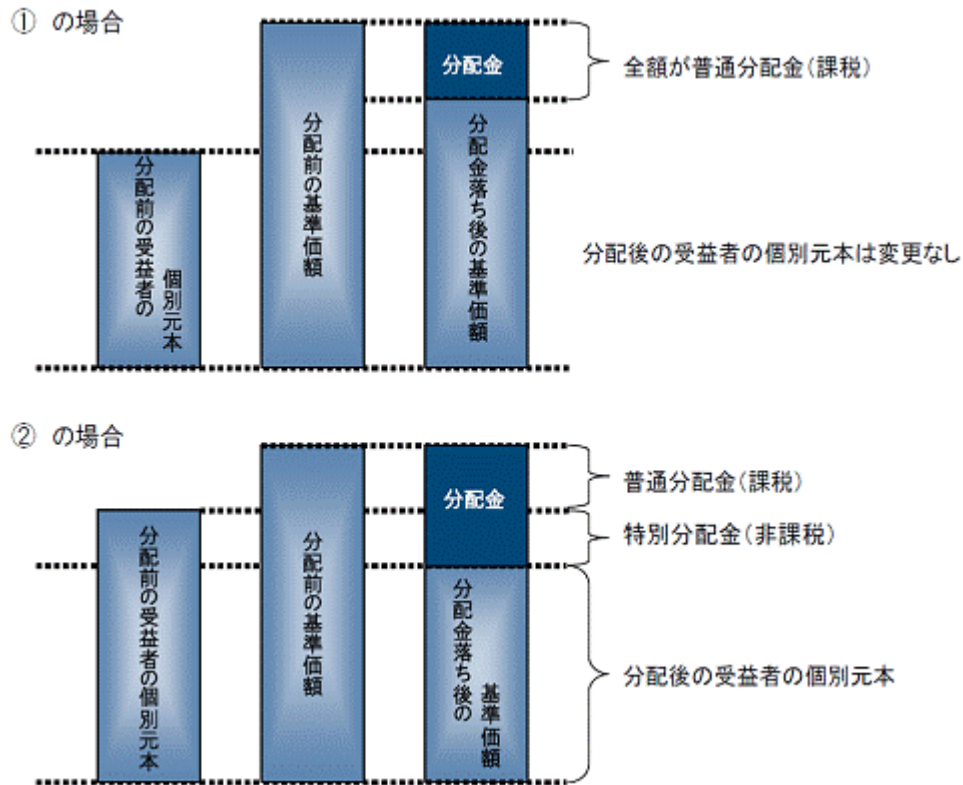 ① の場合
分配前の受益者の
個別元本
分配前の基準価額
分配金
分配金落ち後の基準価額
全額が普通分配金(課税)
分配後の受益者の個別元本は変更なし
② の場合
分配前の受益者の個別元本
分配前の基準価額
分配金
分配金落ち後の
基準価額
普通分配金(課税)
特別分配金(非課税)
分配後の受益者の個別元本